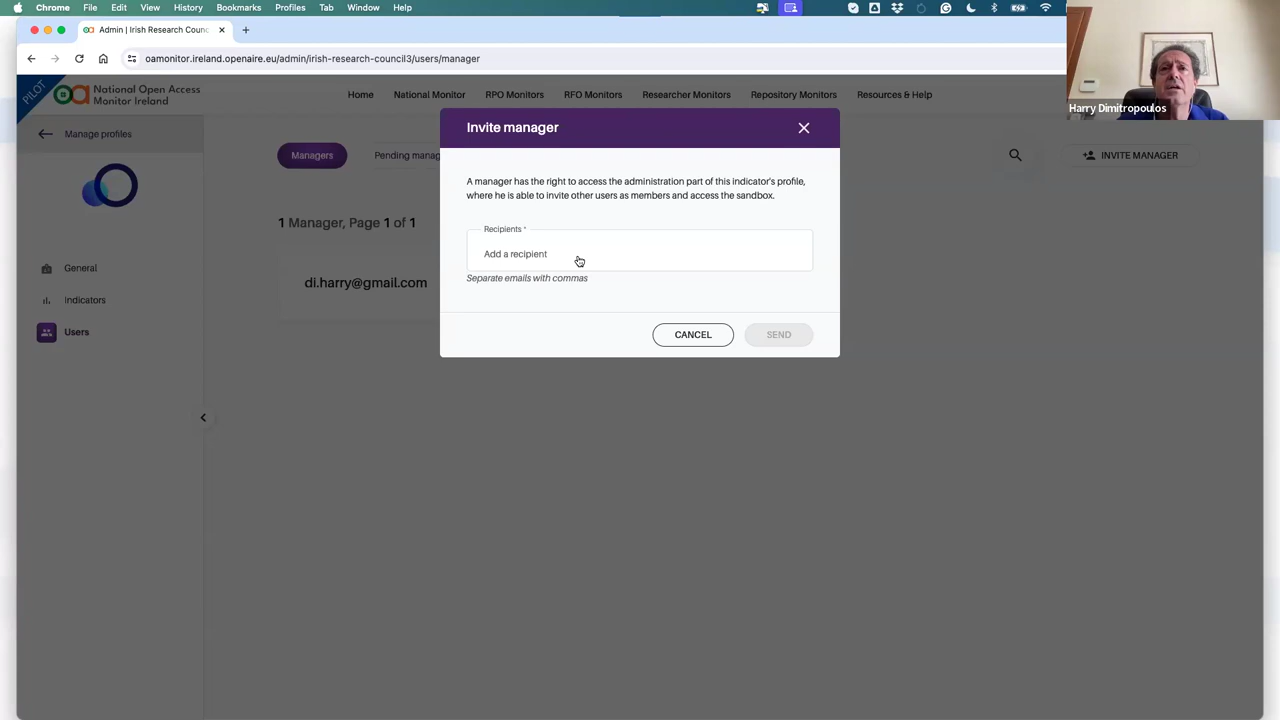 Chrome File Edit View History Bookmarks Profiles Tab Window Help
Admin | Irish Research Counc
oamonitor.ireland.openaire.eu/admin/irish-research-council3/users/manager
Harry Dimitropoulos
PILOT
National Open Access
Monitor Ireland
Home National Monitor RPO Monitors RFO Monitors Researcher Monitors Repository Monitors Resources & Help
Manage profiles
General
Indicators
Users
Managers Pending manag
INVITE MANAGER
1 Manager, Page 1 of 1
di.harry@gmail.com
Invite manager
A manager has the right to access the administration part of this indicator's profile,
where he is able to invite other users as members and access the sandbox.
Recipients *
Add a recipient
Separate emails with commas
CANCEL SEND